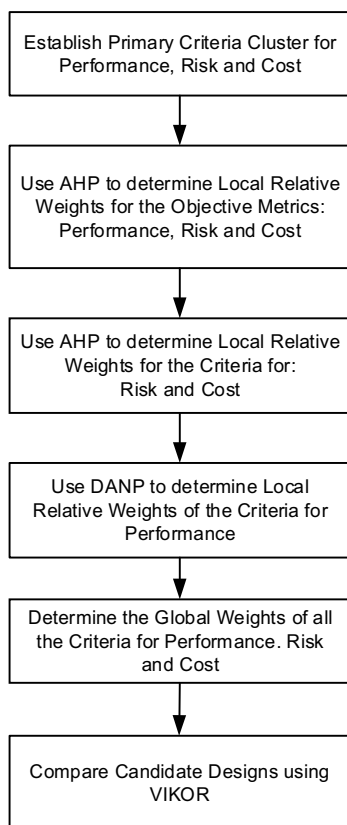 Establish Primary Criteria Cluster for
Performance, Risk and Cost
Use AHP to determine Local Relative
Weights for the Objective Metrics:
Performance, Risk and Cost
Use AHP to determine Local Relative
Weights for the Criteria for:
Risk and Cost
Use DANP to determine Local
Relative Weights of the Criteria for
Performance
Determine the Global Weights of all
the Criteria for Performance. Risk
and Cost
Compare Candidate Designs using
VIKOR